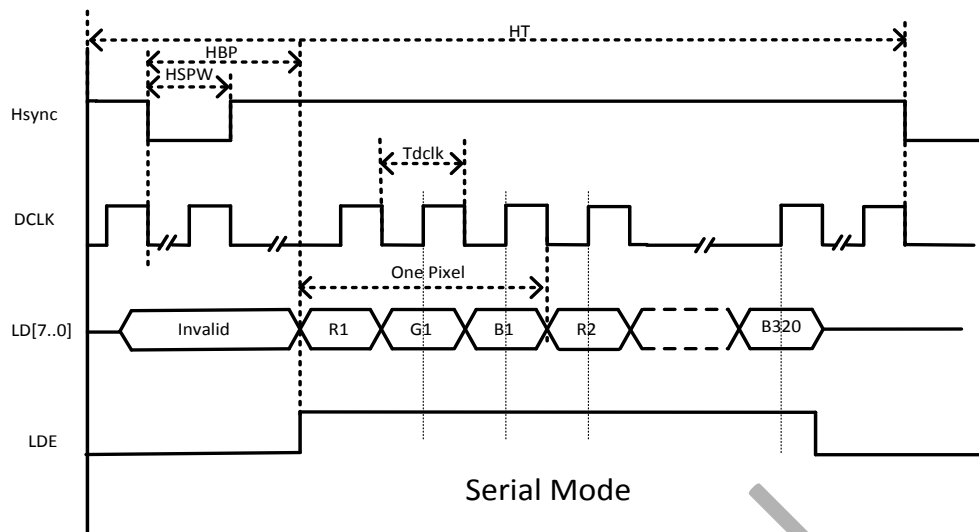 HT
HBP
HSPW
Hsync
Tdclk
DCLK
One Pixel
LD[7..0]
Invalid
R1
G1
B1
R2
B320
LDE
Serial Mode